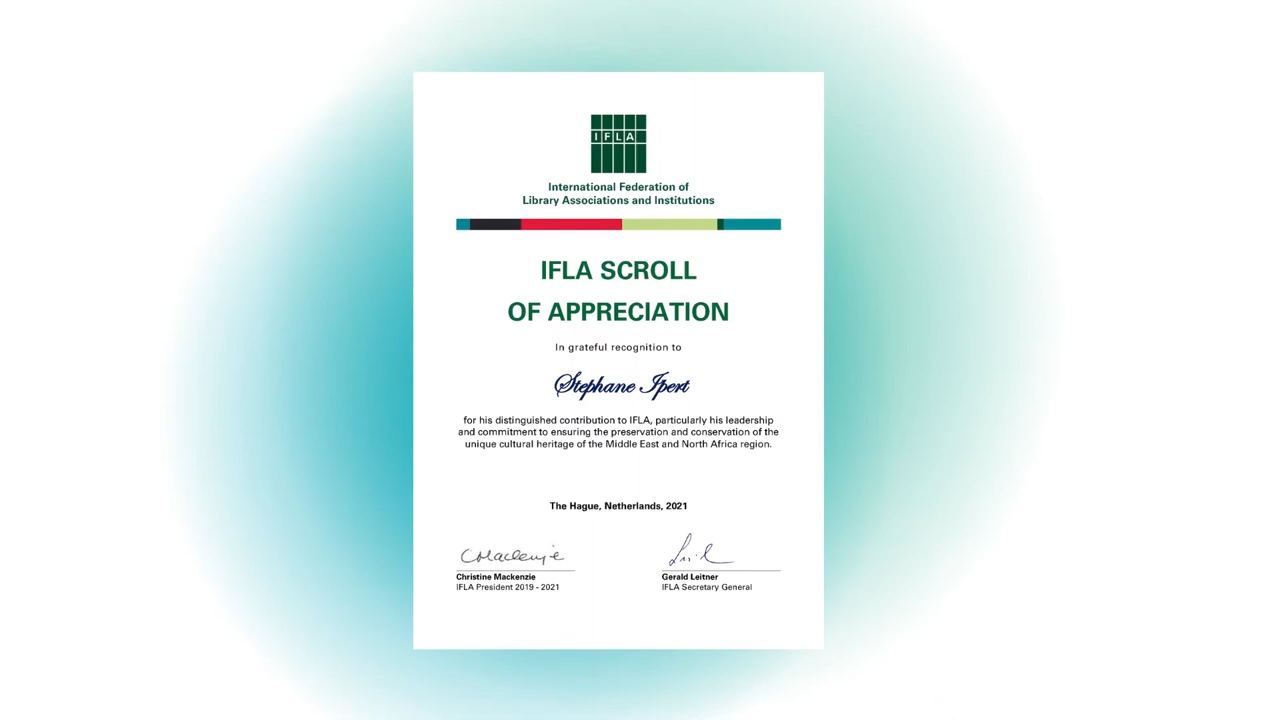 IFLA
International Federation of
Library Associations and Institutions
IFLA SCROLL
OF APPRECIATION
In grateful recognition to
Stephane Ipert
for his distinguished contribution to IFLA, particularly his leadership
and commitment to ensuring the preservation and conservation of the
unique cultural heritage of the Middle East and North Africa region.
The Hague, Netherlands, 2021
CMackenzie
Christine Mackenzie
IFLA President 2019 - 2021
Gerald Leitner
IFLA Secretary General